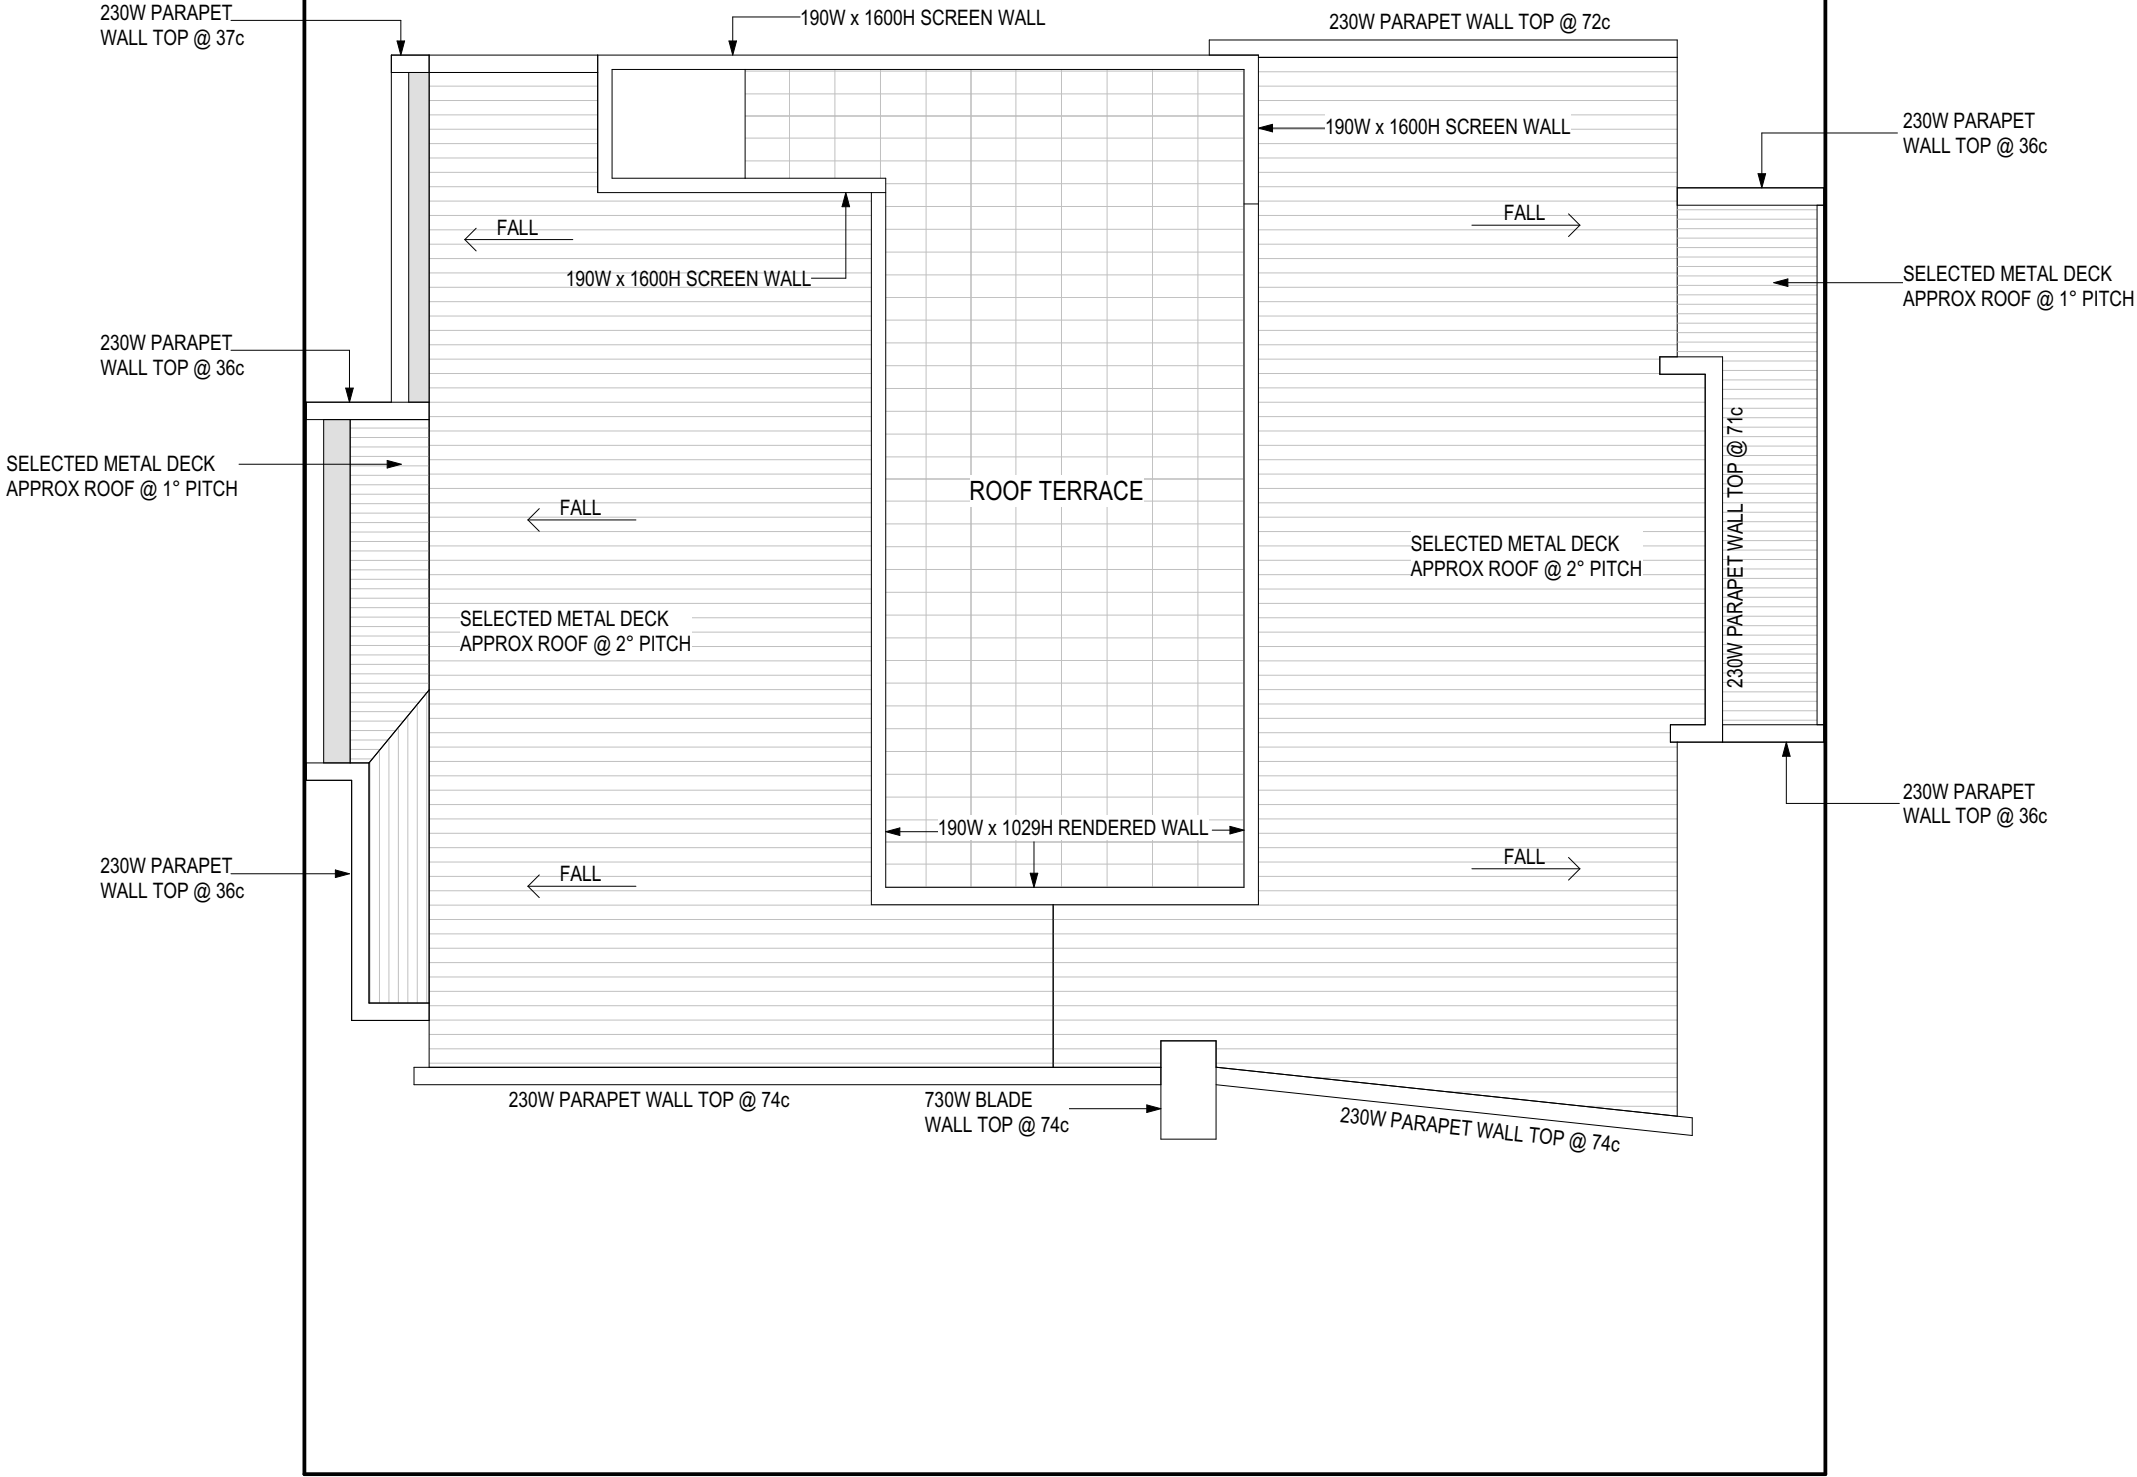 230W PARAPET
WALL TOP @ 37c
190W x 1600H SCREEN WALL
230W PARAPET WALL TOP @ 72c
190W x 1600H SCREEN WALL
230W PARAPET
WALL TOP @ 36c
FALL
FALL
190W x 1600H SCREEN WALL
SELECTED METAL DECK
APPROX ROOF @ 1° PITCH
230W PARAPET
WALL TOP @ 36c
SELECTED METAL DECK
APPROX ROOF @ 1° PITCH
ROOF TERRACE
FALL
230W PARAPET WALL TOP @ 71c
SELECTED METAL DECK
APPROX ROOF @ 2° PITCH
SELECTED METAL DECK
APPROX ROOF @ 2° PITCH
230W PARAPET
WALL TOP @ 36c
190W x 1029H RENDERED WALL
230W PARAPET
WALL TOP @ 36c
FALL
FALL
230W PARAPET WALL TOP @ 74c
730W BLADE
WALL TOP @ 74c
230W PARAPET WALL TOP @ 74c